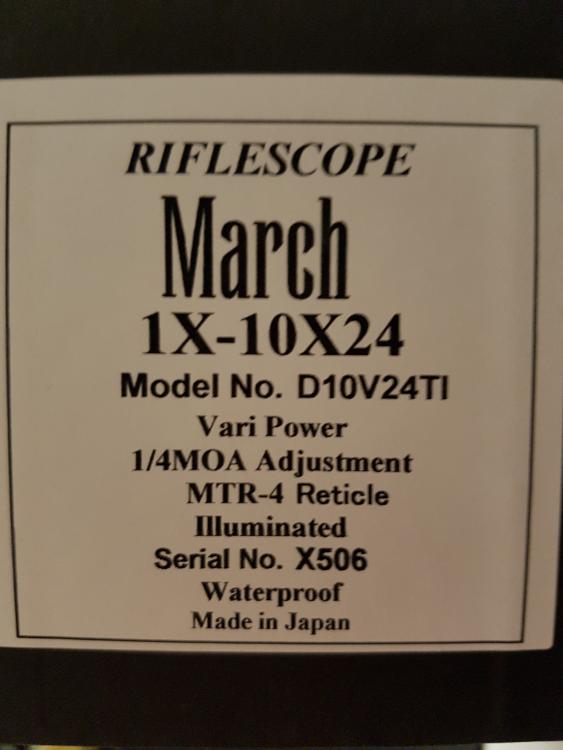 RIFLESCOPE
March
1X-10X24
Model No. D10V24TI
Vari Power
1/4MOA Adjustment
MTR-4 Reticle
Illuminated
Serial No. X506
Waterproof
Made in Japan